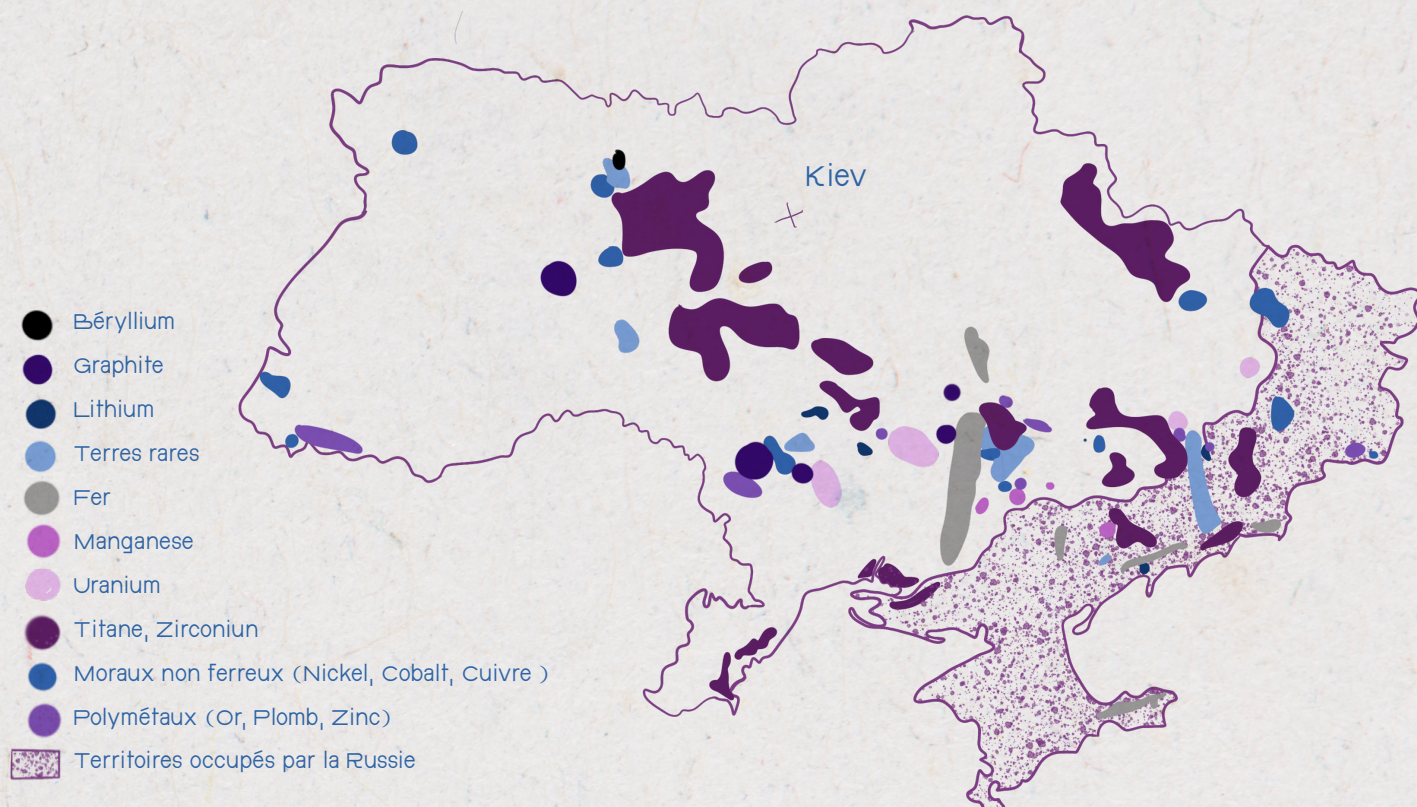 Kiev
Béryllium
Graphite
Lithium
Terres rares
Fer
Manganese
Uranium
Titane, Zirconiun
Moraux non ferreux (Nickel, Cobalt, Cuivre )
Polymétaux (Or, Plomb, Zinc)
Territoires occupés par la Russie